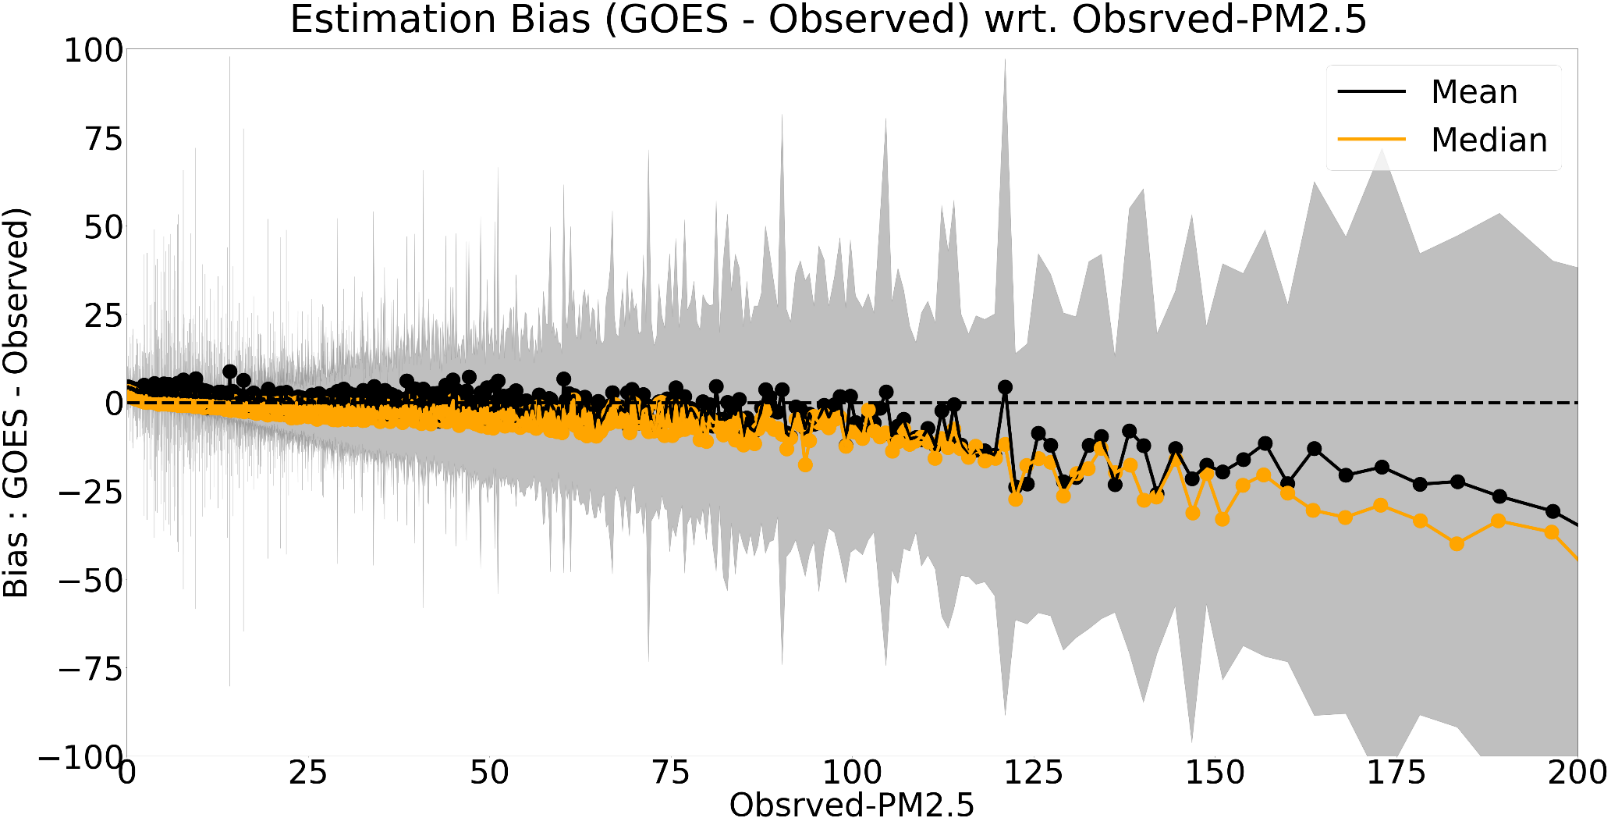 Estimation Bias (GOES - Observed) wrt. Obsrved-PM2.5
100
75
50
25
0
−25
−50
−75
−100
Bias : GOES - Observed)
Mean
Median
0 25 50 75 100 125 150 175 200
Obsrved-PM2.5